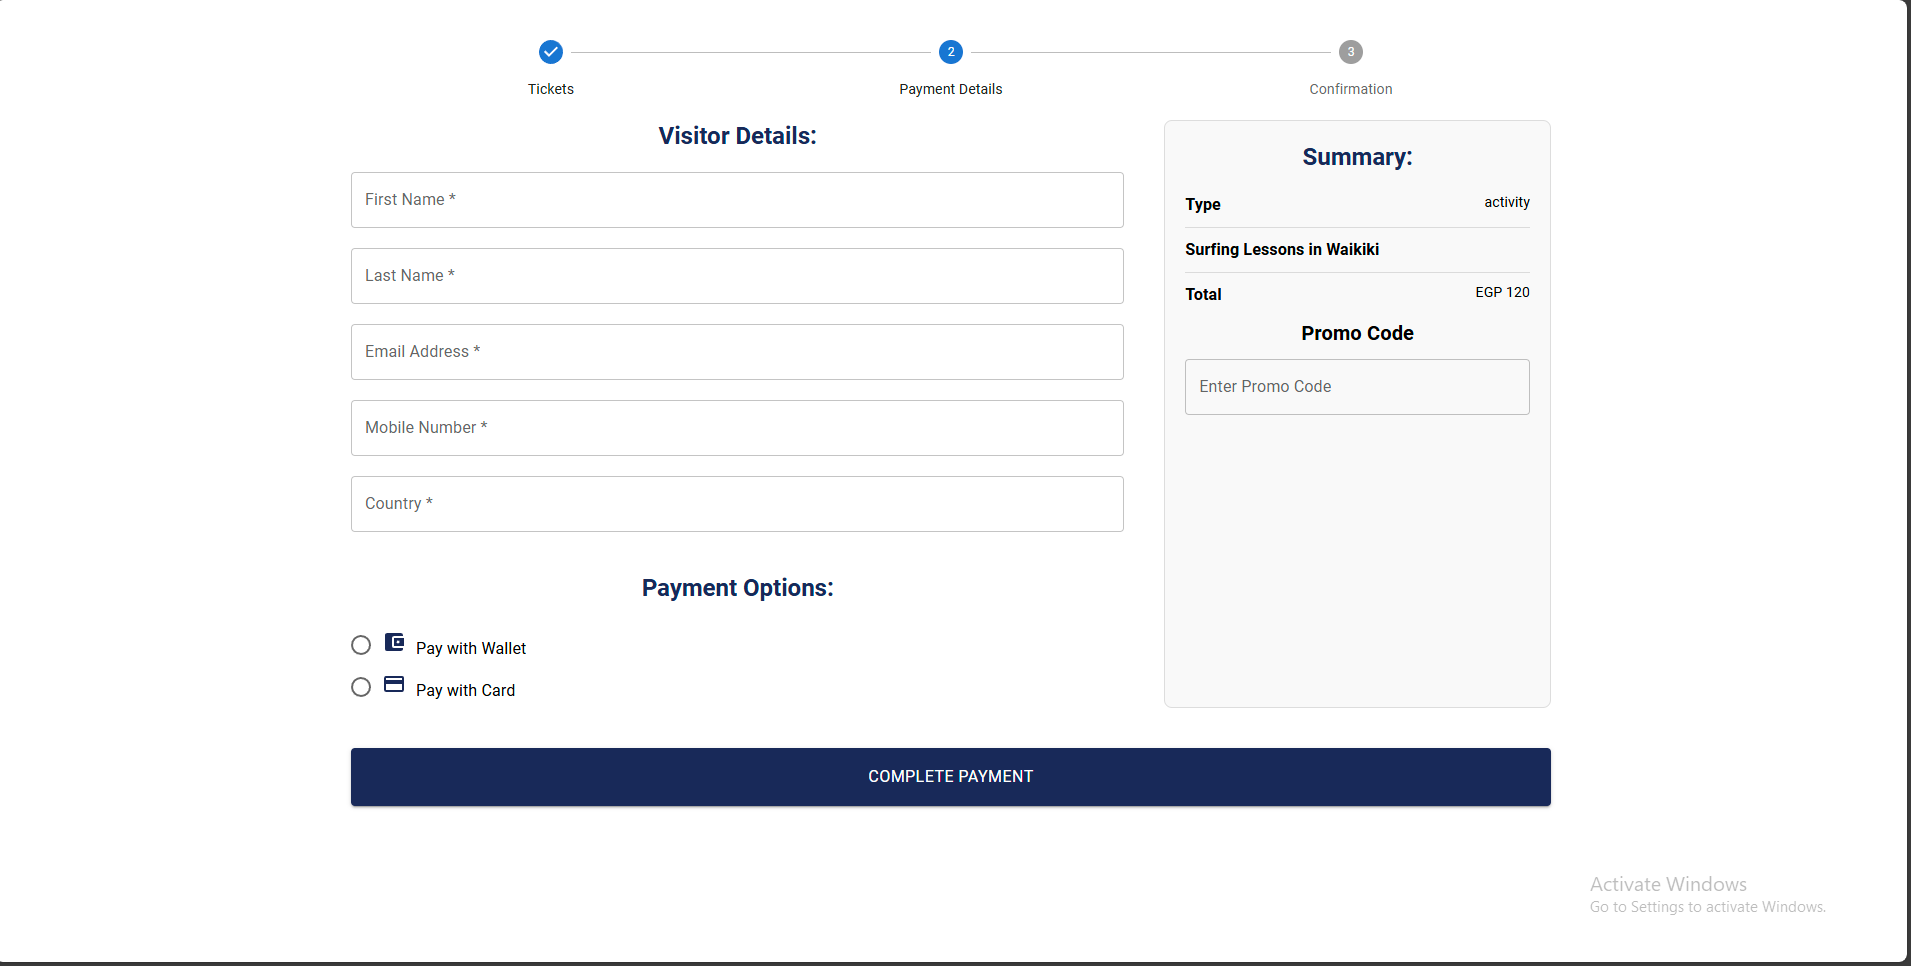 2
3
Tickets
Payment Details
Confirmation
Visitor Details:
First Name *
Last Name *
Email Address *
Mobile Number *
Country *
Payment Options:
Pay with Wallet
Pay with Card
Summary:
Type activity
Surfing Lessons in Waikiki
Total EGP 120
Promo Code
Enter Promo Code
COMPLETE PAYMENT
Activate Windows
Go to Settings to activate Windows.